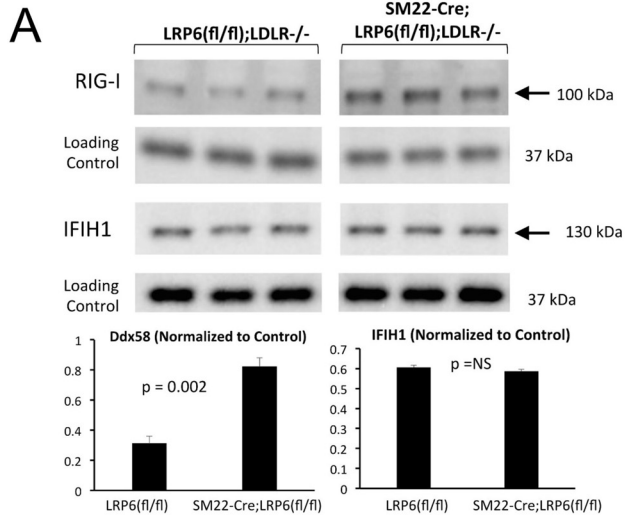 A
LRP6(fl/fl);LDLR-/-
SM22-Cre;
LRP6(fl/fl);LDLR-/-
RIG-I
100 kDa
Loading
Control
37 kDa
IFIH1
130 kDa
Loading
Control
37 kDa
Ddx58 (Normalized to Control)
1
0.8
0.6
0.4
0.2
0
p = 0.002
LRP6(fl/fl)
SM22-Cre;LRP6(fl/fl)
IFIH1 (Normalized to Control)
0.7
0.6
0.5
0.4
0.3
0.2
0.1
0
p =NS
LRP6(fl/fl)
SM22-Cre;LRP6(fl/fl)